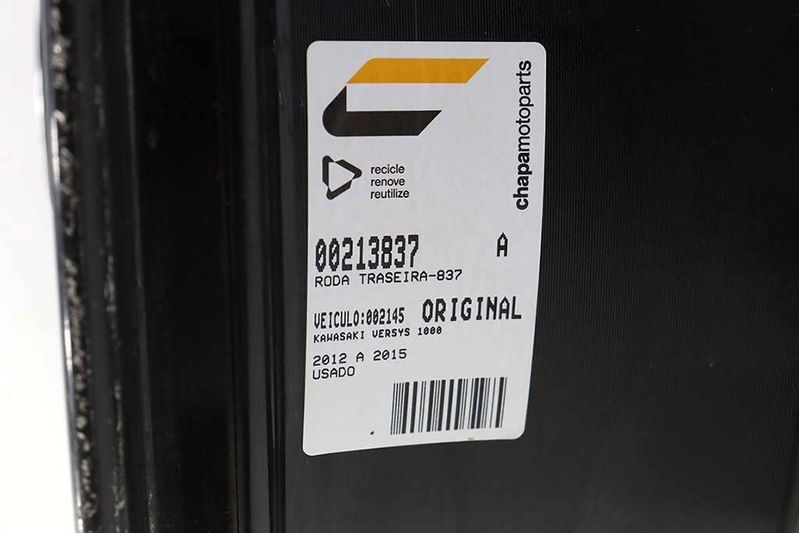 chapamotoparts
recicle
renove
reutilize
00213837 A
RODA TRASEIRA-837
VEICULO:002145 ORIGINAL
KAWASAKI VERSYS 1000
2012 A 2015
USADO